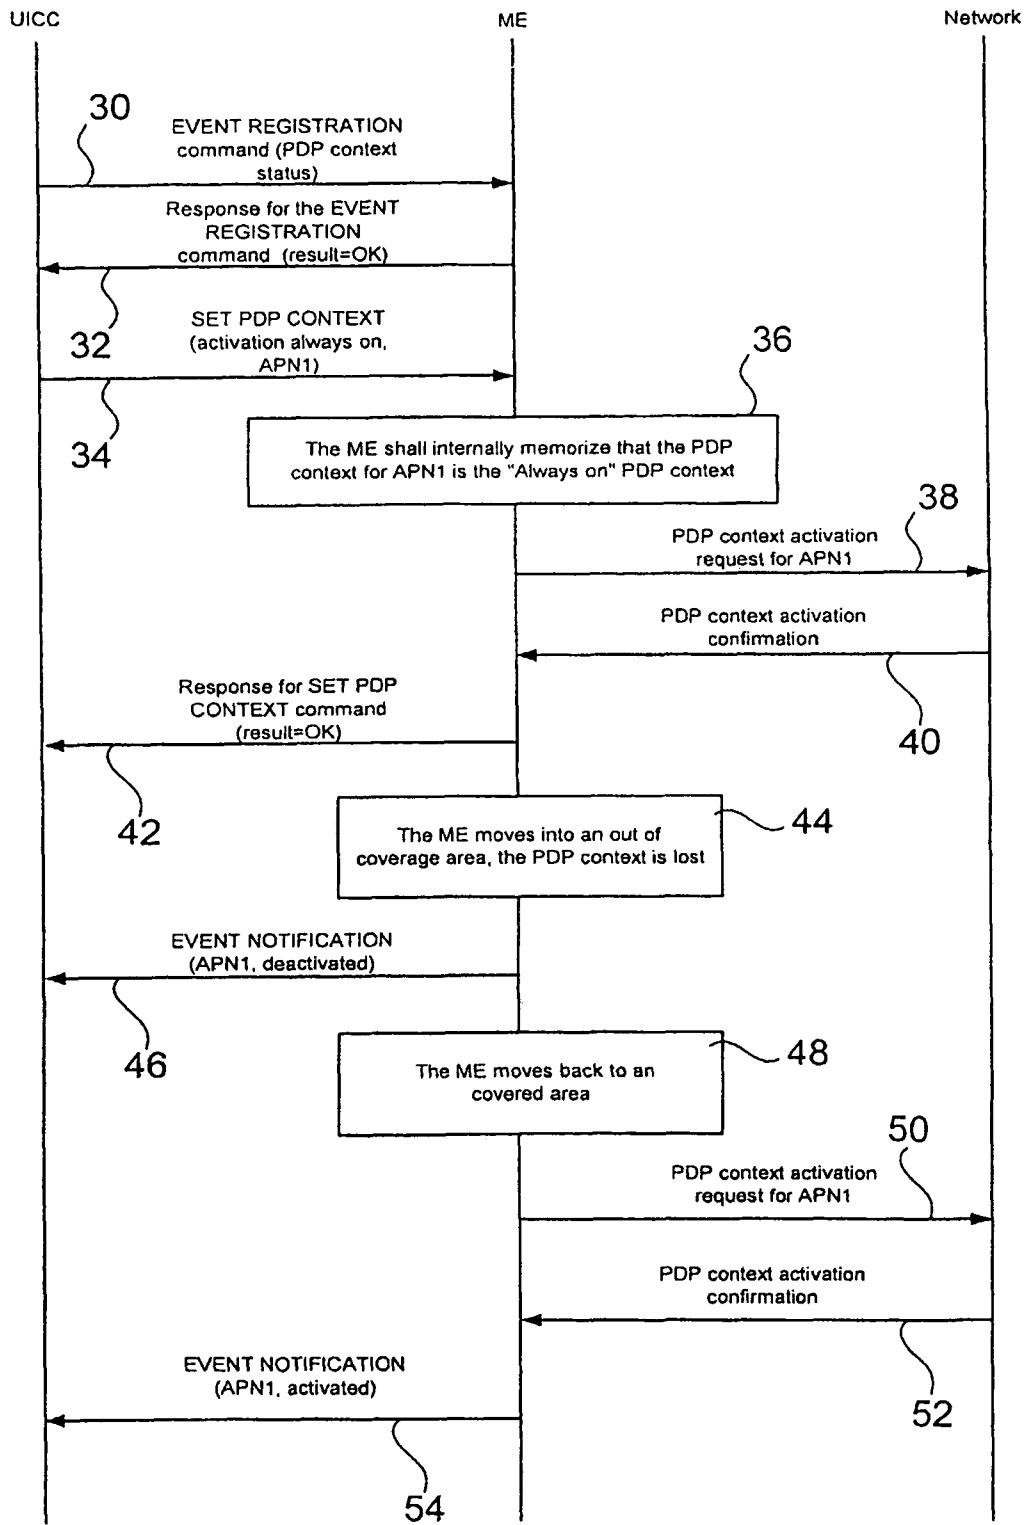 UICC
ME
Network
30
EVENT REGISTRATION
command (PDP context
status)
Response for the EVENT
REGISTRATION
command (result=OK)
32
SET PDP CONTEXT
(activation always on,
APN1)
34
36
The ME shall internally memorize that the PDP
context for APN1 is the "Always on" PDP context
38
PDP context activation
request for APN1
PDP context activation
confirmation
40
Response for SET PDP
CONTEXT command
(result=OK)
42
The ME moves into an out of
coverage area, the PDP context is lost
44
EVENT NOTIFICATION
(APN1, deactivated)
46
The ME moves back to an
covered area
48
50
PDP context activation
request for APN1
PDP context activation
confirmation
52
EVENT NOTIFICATION
(APN1, activated)
54